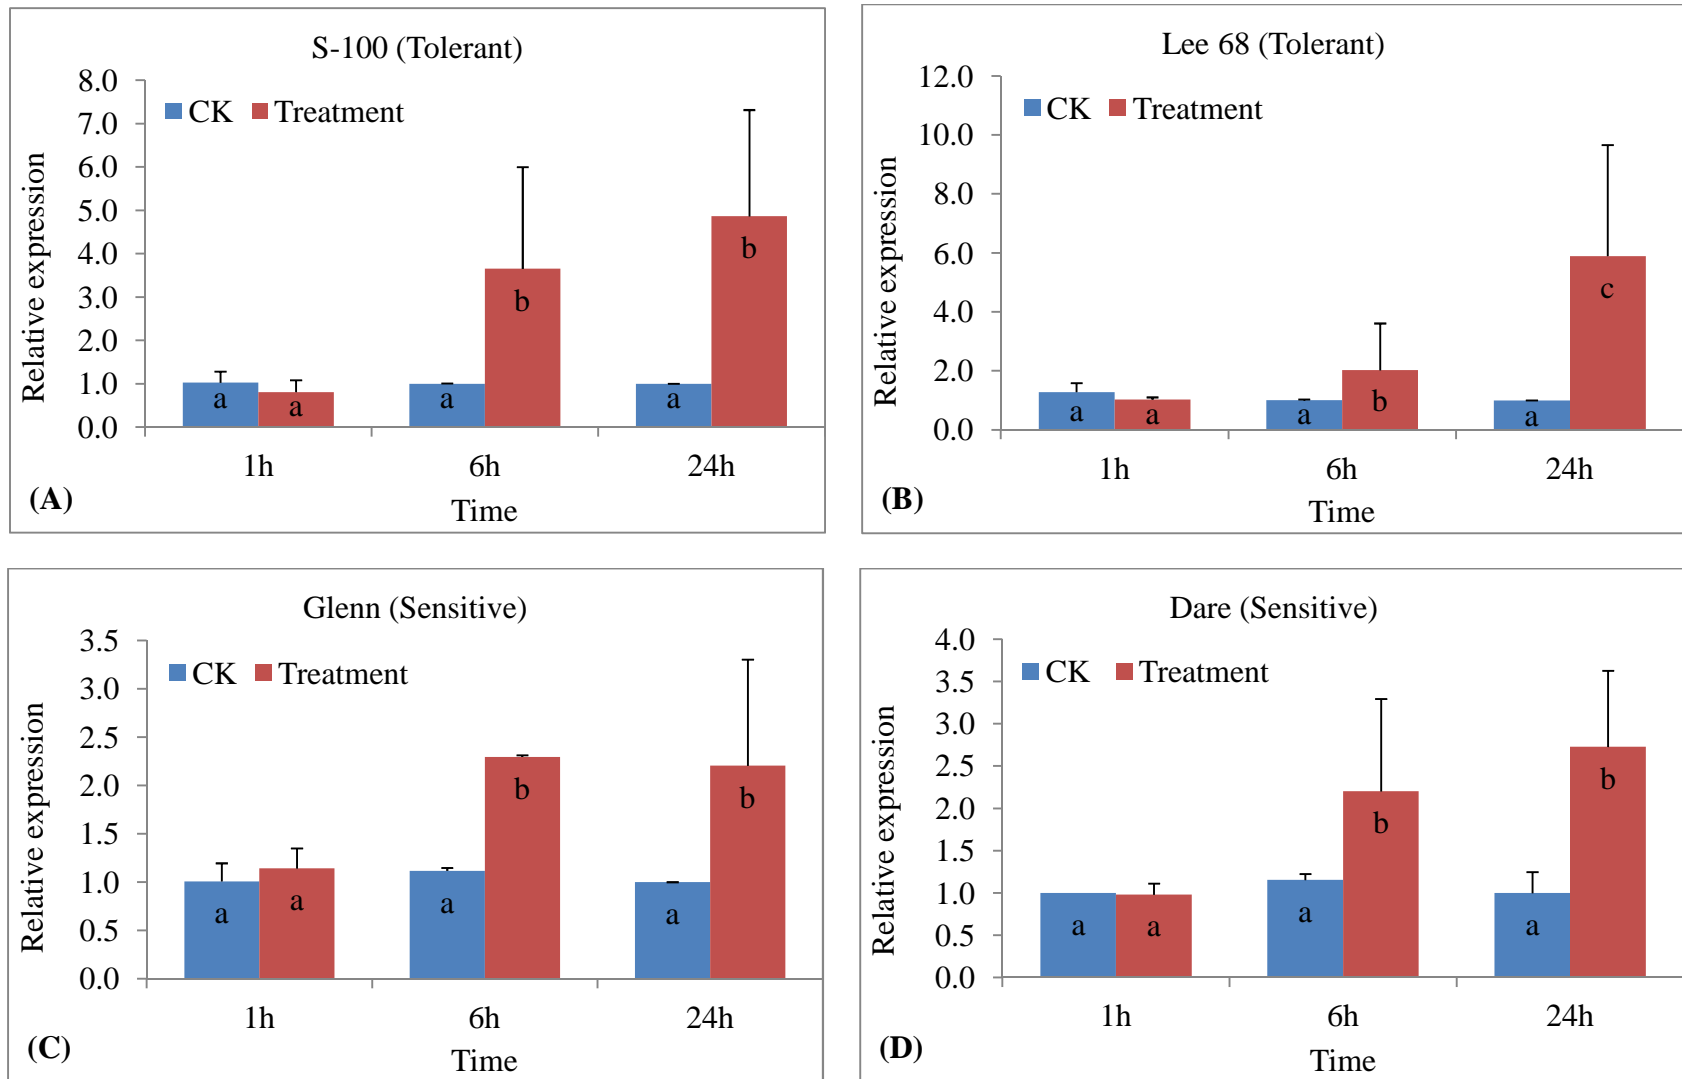 S-100 (Tolerant)
CK Treatment
Relative expression
8.0
7.0
6.0
5.0
4.0
3.0
2.0
1.0
0.0
a a a b a b
1h 6h 24h
Time
(A)
Lee 68 (Tolerant)
CK Treatment
Relative expression
12.0
10.0
8.0
6.0
4.0
2.0
0.0
a a a b a c
1h 6h 24h
Time
(B)
Glenn (Sensitive)
CK Treatment
Relative expression
3.5
3.0
2.5
2.0
1.5
1.0
0.5
0.0
a a a b a b
1h 6h 24h
Time
(C)
Dare (Sensitive)
CK Treatment
Relative expression
4.0
3.5
3.0
2.5
2.0
1.5
1.0
0.5
0.0
a a a b a b
1h 6h 24h
Time
(D)